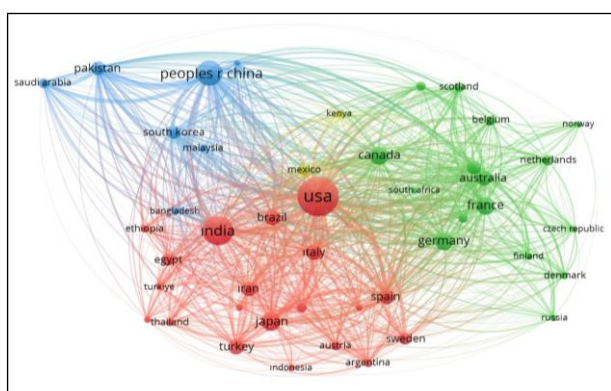 pakistan
saudi arabia
peoples r china
south korea
malaysia
bangladesh
kenya
mexico
scotland
belgium
norway
canada
netherlands
australia
south africa
france
czech republic
germany
finland
denmark
russia
usa
brazil
india
ethiopia
egypt
turkiye
thailand
italy
iran
japan
turkey
spain
sweden
austria
argentina
indonesia